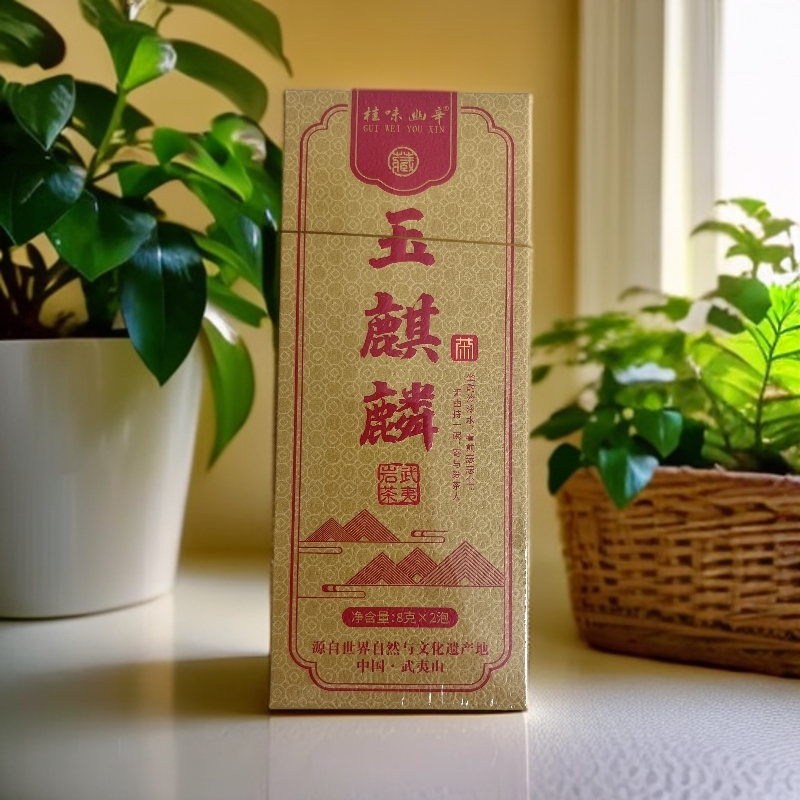 桂味幽辛®
GUI WEI YOU XIN
藏
玉麒麟
茶
武夷岩茶
净含量:8克×2泡
源自世界自然与文化遗产地
中国·武夷山